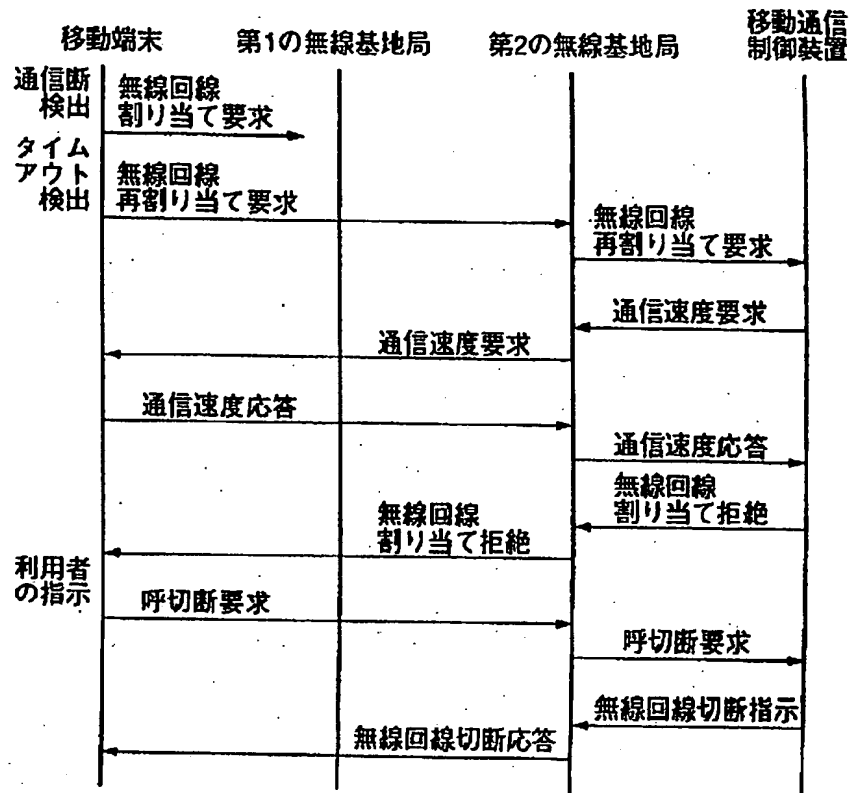 移動端末
第1の無線基地局
第2の無線基地局
移動通信
制御装置
通信断
検出
無線回線
割り当て要求
タイム
アウト
検出
無線回線
再割り当て要求
無線回線
再割り当て要求
通信速度要求
通信速度要求
通信速度応答
通信速度応答
無線回線
割り当て拒絶
無線回線
割り当て拒絶
利用者
の指示
呼切断要求
呼切断要求
無線回線切断指示
無線回線切断応答